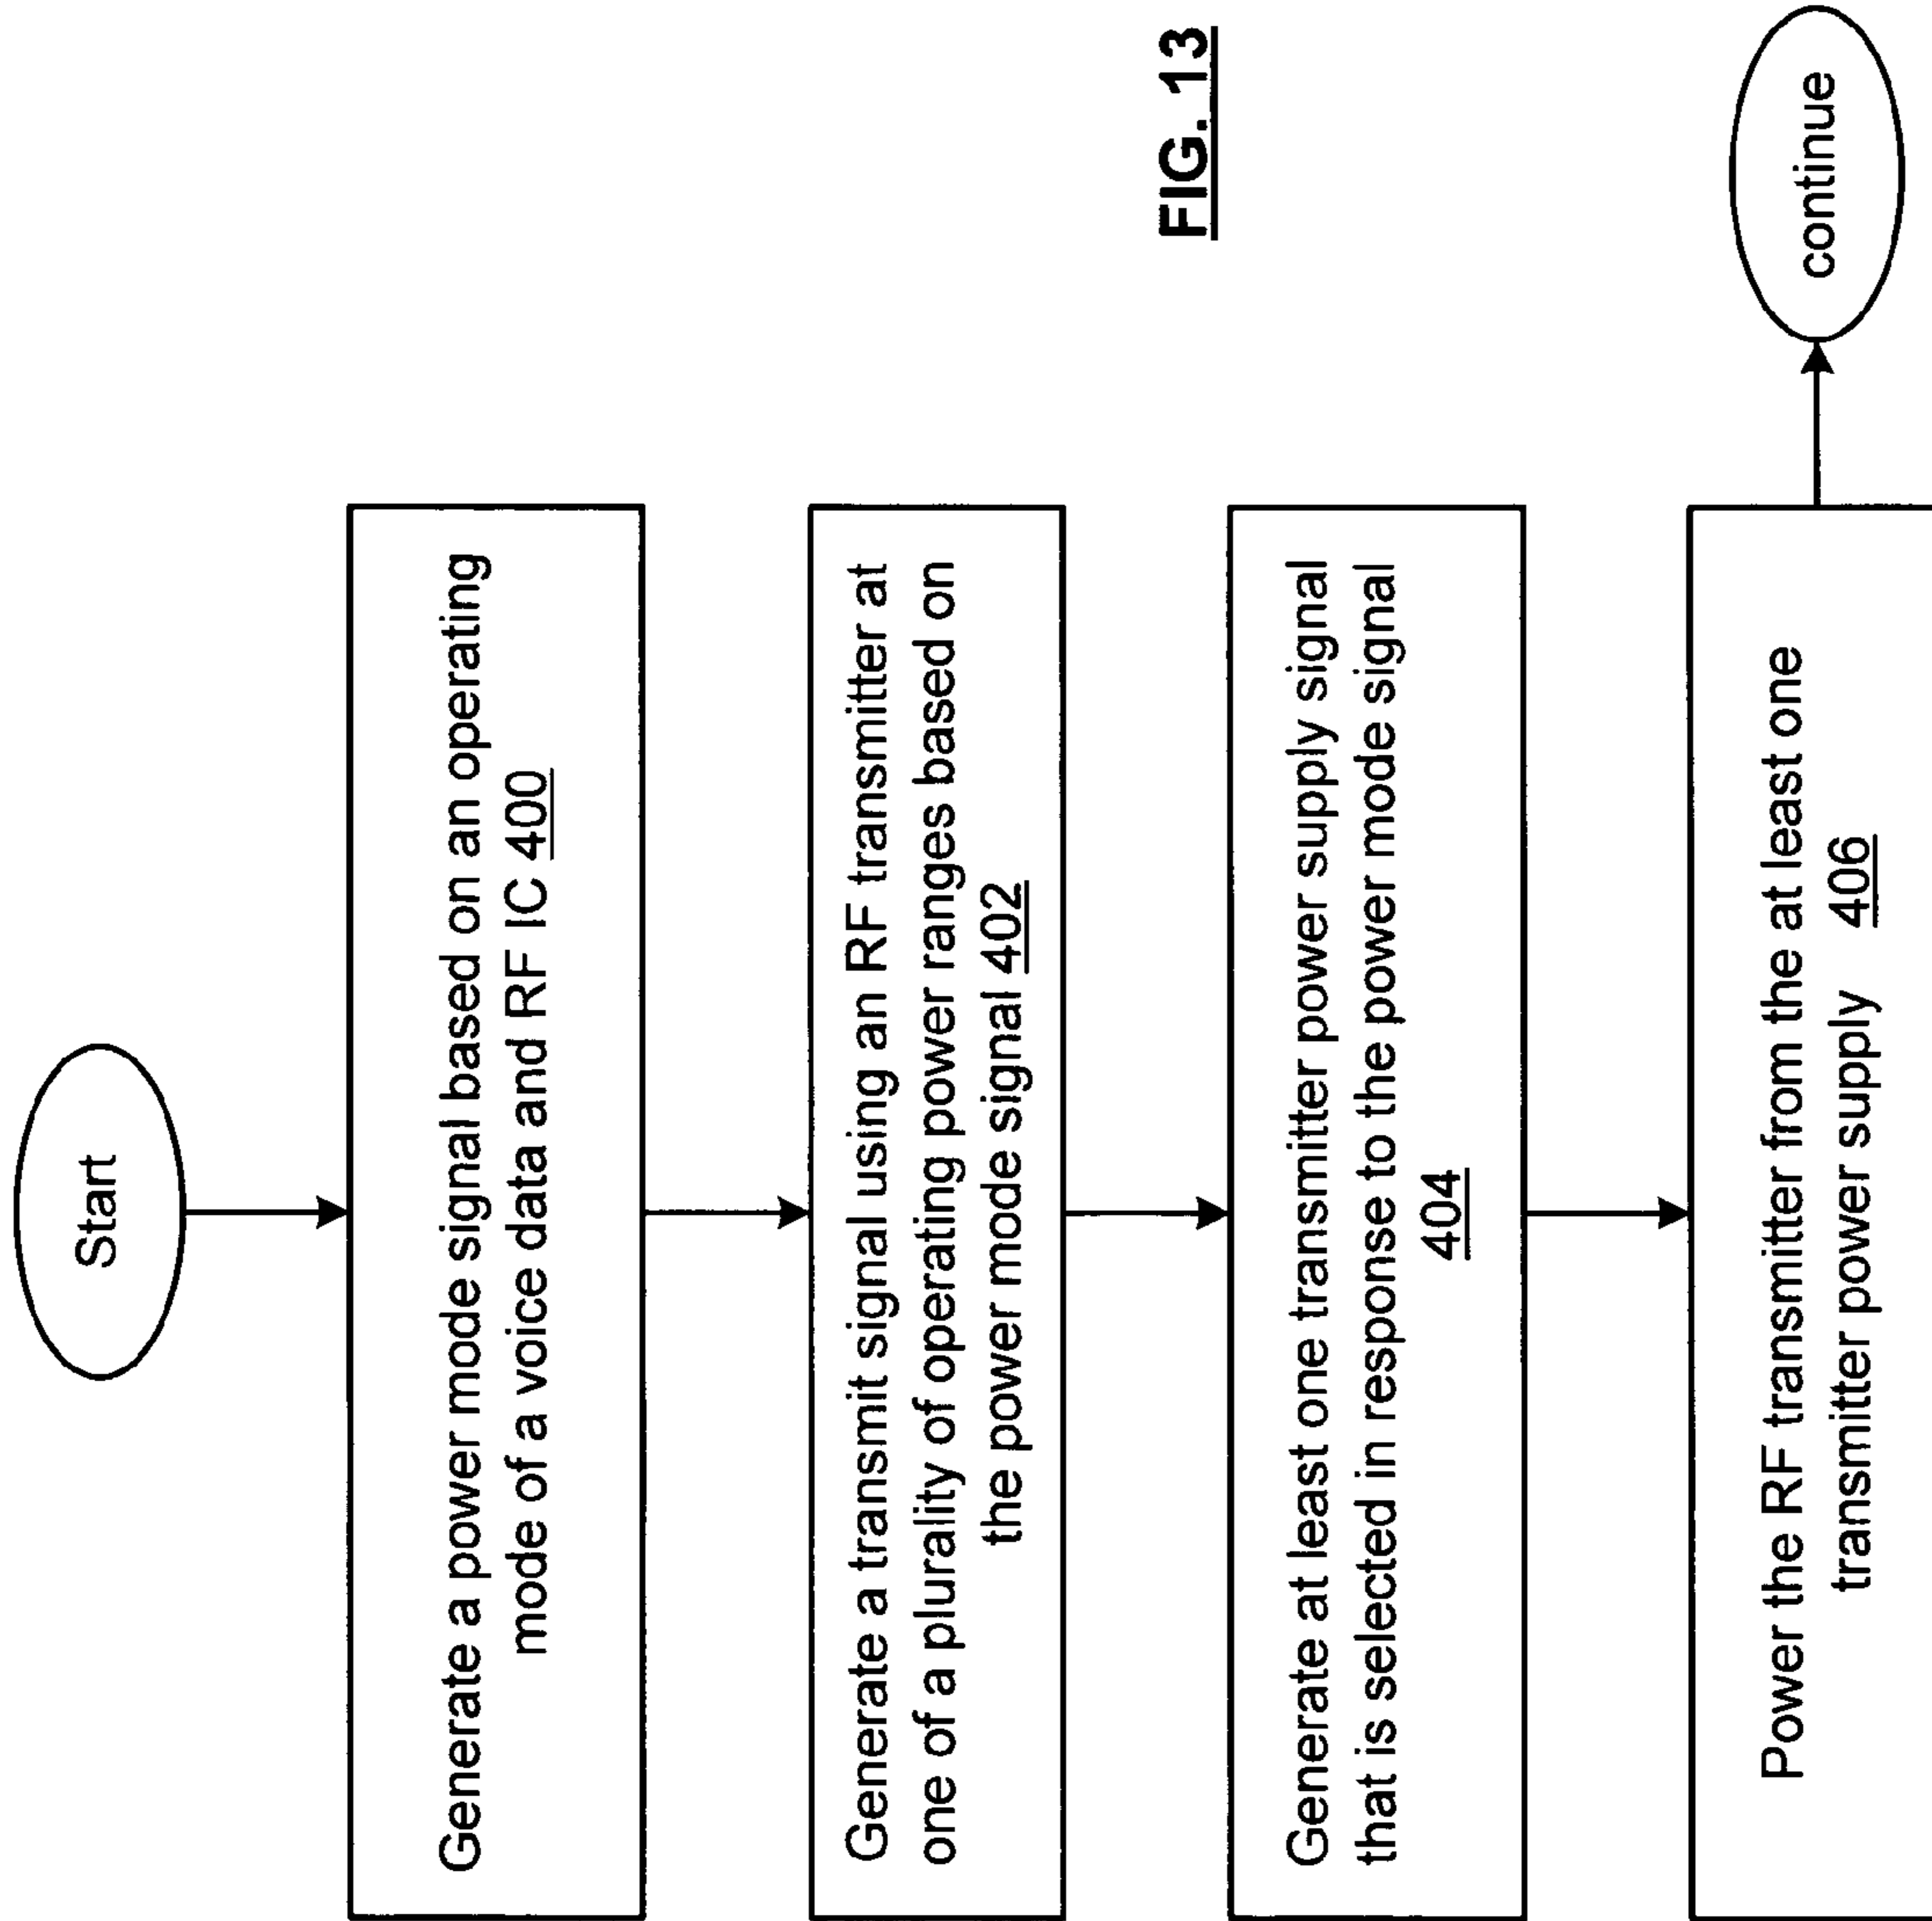 Start
Generate a power mode signal based on an operating
mode of a voice data and RF IC 400
Generate a transmit signal using an RF transmitter at
one of a plurality of operating power ranges based on
the power mode signal 402
Generate at least one transmitter power supply signal
that is selected in response to the power mode signal
404
Power the RF transmitter from the at least one
transmitter power supply 406
continue
FIG. 13